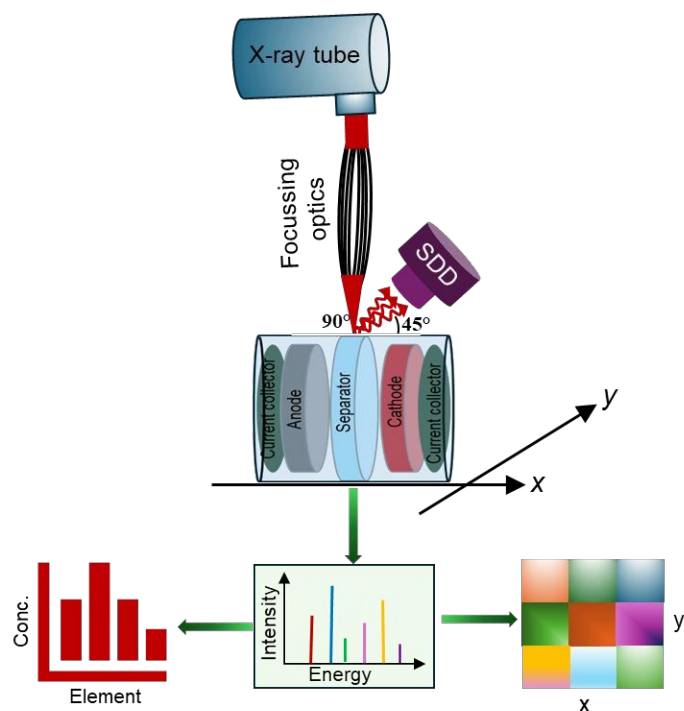 X-ray tube
Focussing
optics
SDD
90°
45°
Current collector
Anode
Separator
Cathode
Current collector
y
x
Conc.
Element
Intensity
Energy
y
x